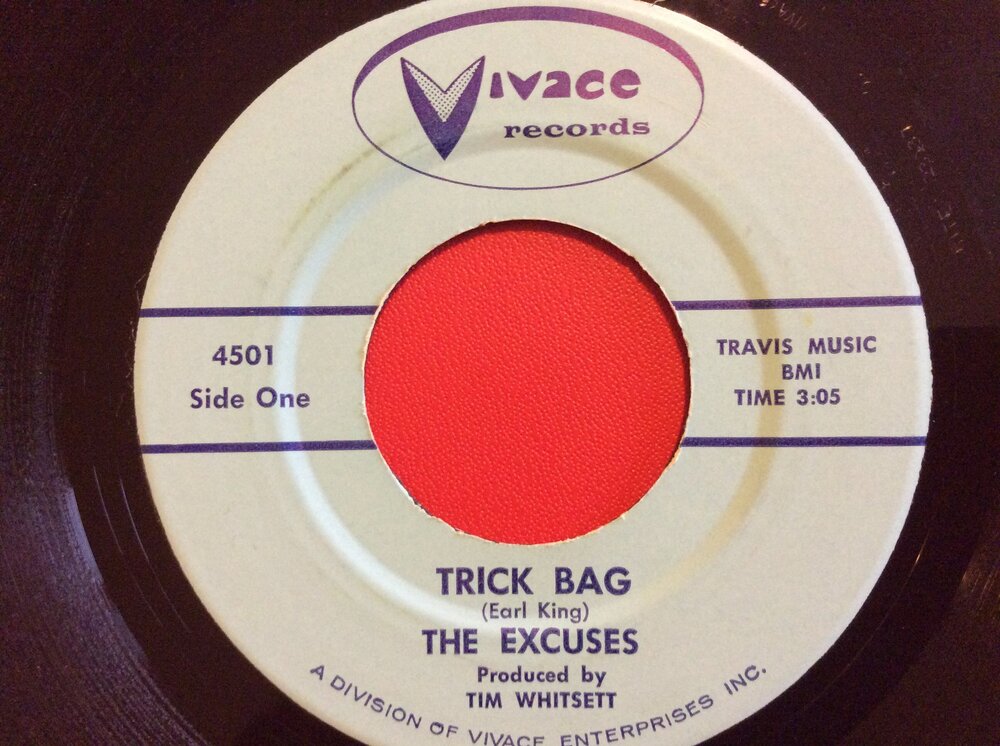 Vivace
records
4501
Side One
TRAVIS MUSIC
BMI
TIME 3:05
TRICK BAG
(Earl King)
THE EXCUSES
Produced by
TIM WHITSETT
A DIVISION OF VIVACE ENTERPRISES INC.